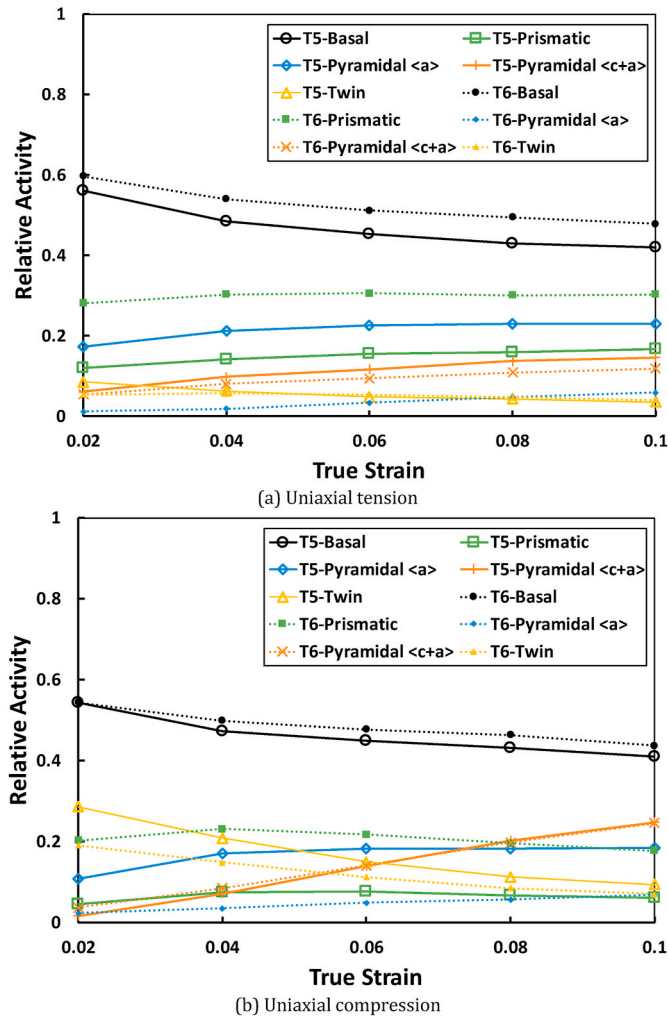 1
0.8
0.6
0.4
0.2
0
Relative Activity
T5-Basal T5-Prismatic
T5-Pyramidal <a> T5-Pyramidal <c+a>
T5-Twin T6-Basal
T6-Prismatic T6-Pyramidal <a>
T6-Pyramidal <c+a> T6-Twin
0.02 0.04 0.06 0.08 0.1
True Strain
(a) Uniaxial tension
1
0.8
0.6
0.4
0.2
0
Relative Activity
T5-Basal T5-Prismatic
T5-Pyramidal <a> T5-Pyramidal <c+a>
T5-Twin T6-Basal
T6-Prismatic T6-Pyramidal <a>
T6-Pyramidal <c+a> T6-Twin
0.02 0.04 0.06 0.08 0.1
True Strain
(b) Uniaxial compression